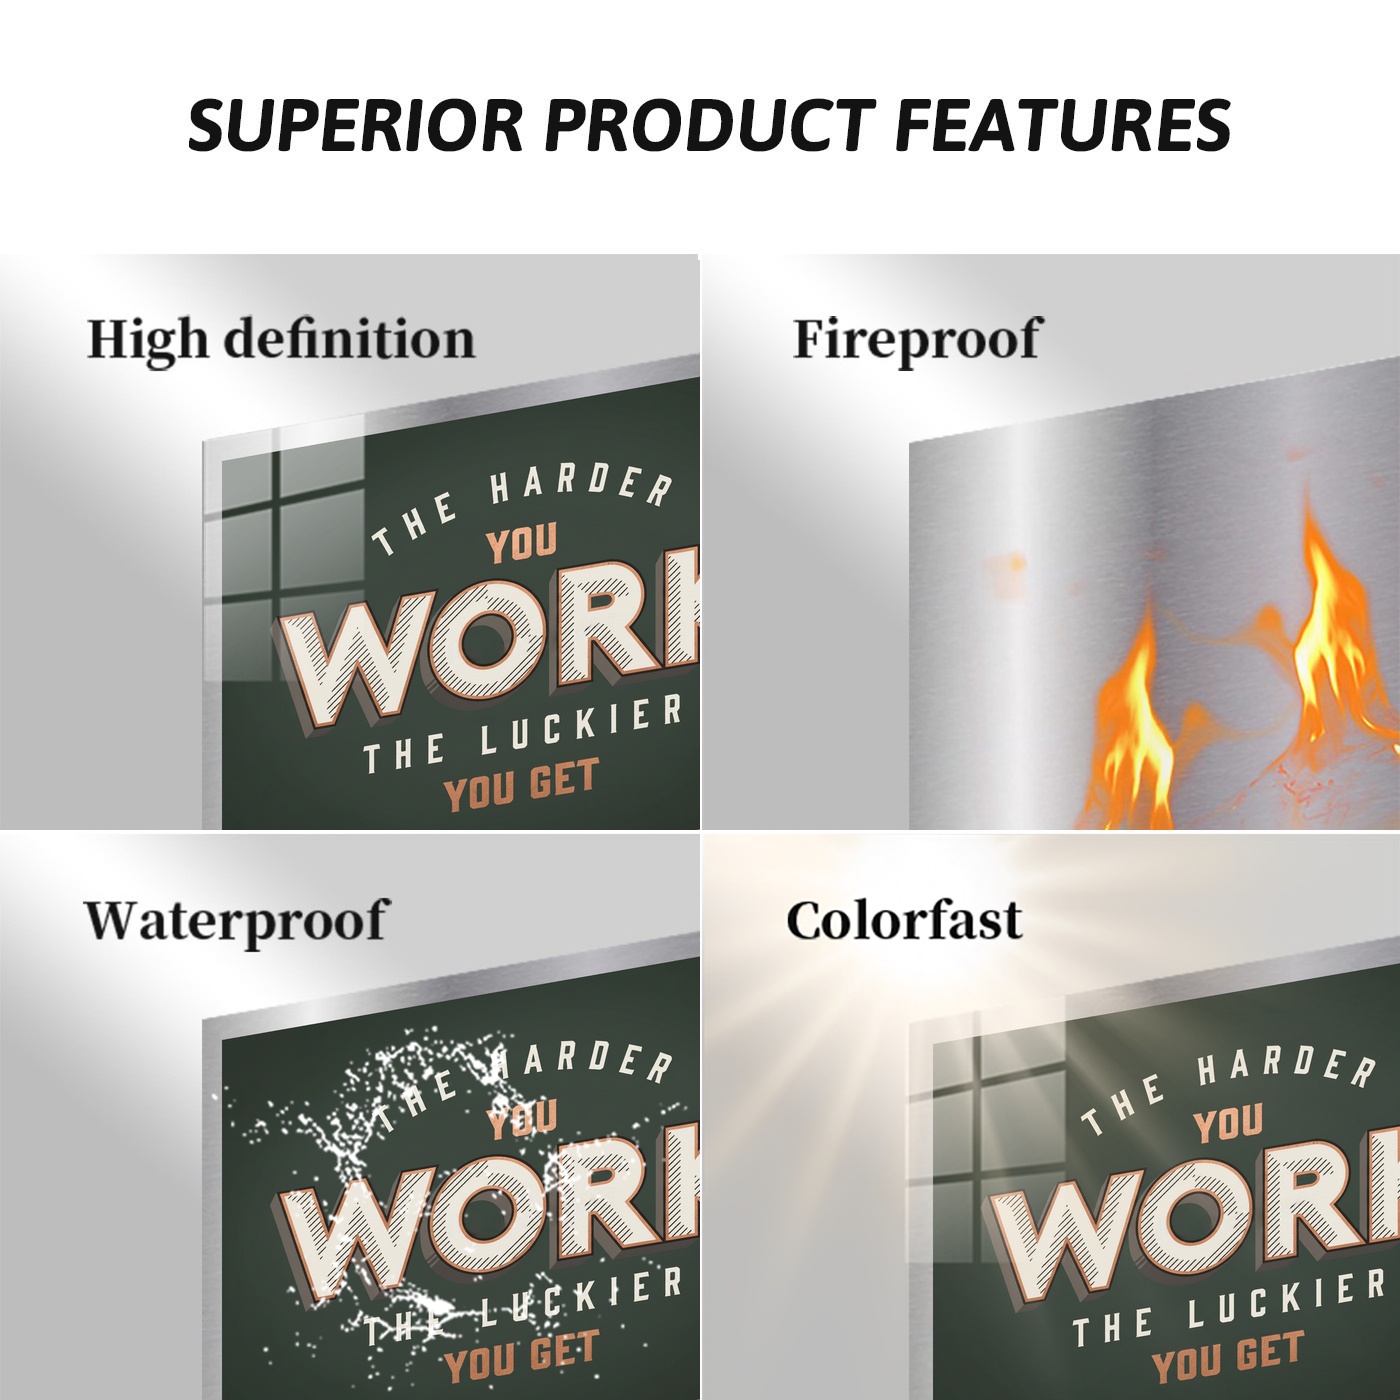 SUPERIOR PRODUCT FEATURES
High definition
THE HARDER
YOU
WORK
THE LUCKIER
YOU GET
Fireproof
Waterproof
THE HARDER
YOU
WORK
THE LUCKIER
YOU GET
Colorfast
THE HARDER
YOU
WORK
THE LUCKIER
YOU GET